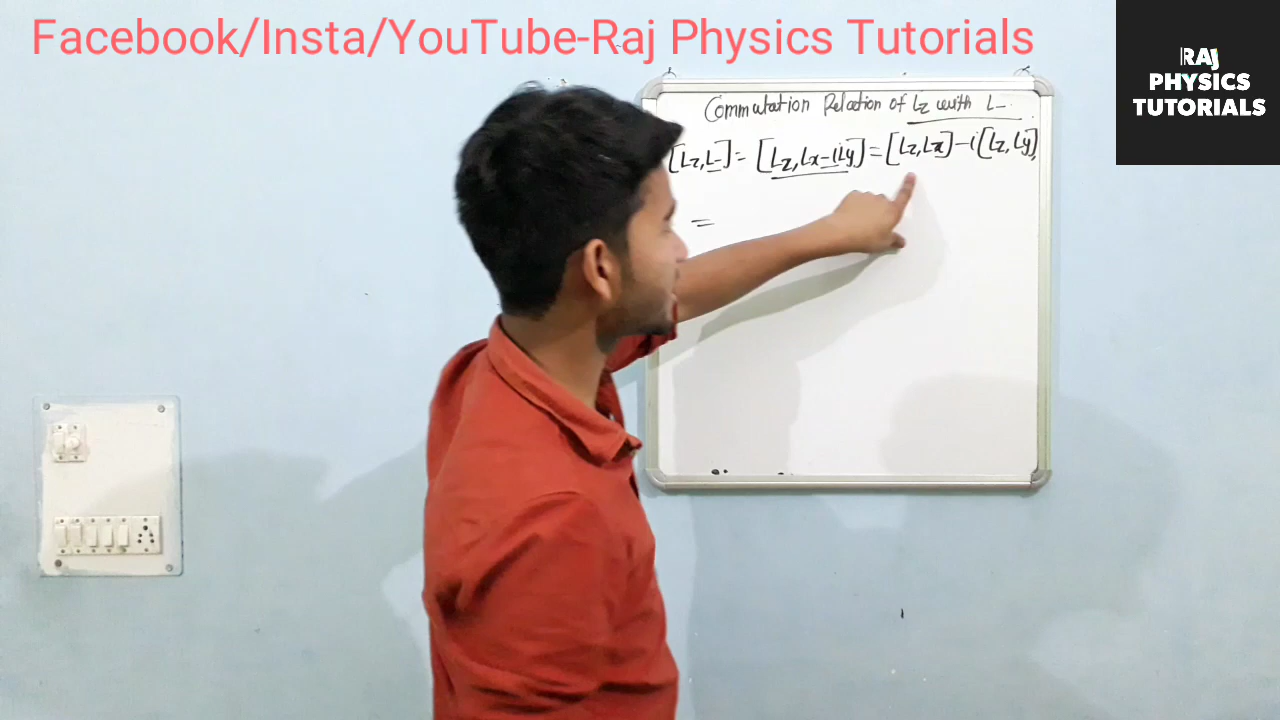 Facebook/Insta/YouTube-Raj Physics Tutorials
RAJ
PHYSICS
TUTORIALS
Commutation Relation of Lz with L-
[Lz, L-] = [Lz, Lx-iLy] = [Lz, Lx] - i [Lz, Ly]
=